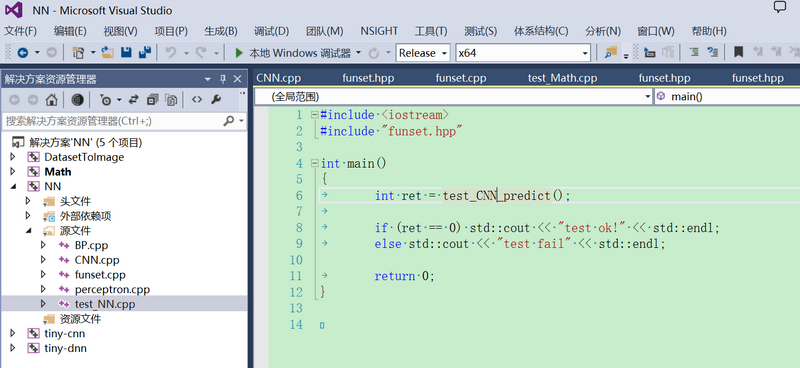 NN - Microsoft Visual Studio
文件(F) 编辑(E) 视图(V) 项目(P) 生成(B) 调试(D) 团队(M) NSIGHT 工具(T) 测试(S) 体系结构(C) 分析(N) 窗口(W) 帮助(H)
本地 Windows 调试器 Release x64
解决方案资源管理器
搜索解决方案资源管理器(Ctrl+;)
解决方案'NN' (5 个项目)
DatasetToImage
Math
NN
头文件
外部依赖项
源文件
BP.cpp
CNN.cpp
funset.cpp
perceptron.cpp
test_NN.cpp
资源文件
tiny-cnn
tiny-dnn
CNN.cpp funset.hpp funset.cpp test_Math.cpp funset.hpp funset.hpp
(全局范围) main()
1 #include <iostream>
2 #include "funset.hpp"
3
4 int main()
5 {
6 int ret = test_CNN_predict();
7
8 if (ret == 0) std::cout << "test ok!" << std::endl;
9 else std::cout << "test fail" << std::endl;
10
11 return 0;
12 }
13
14